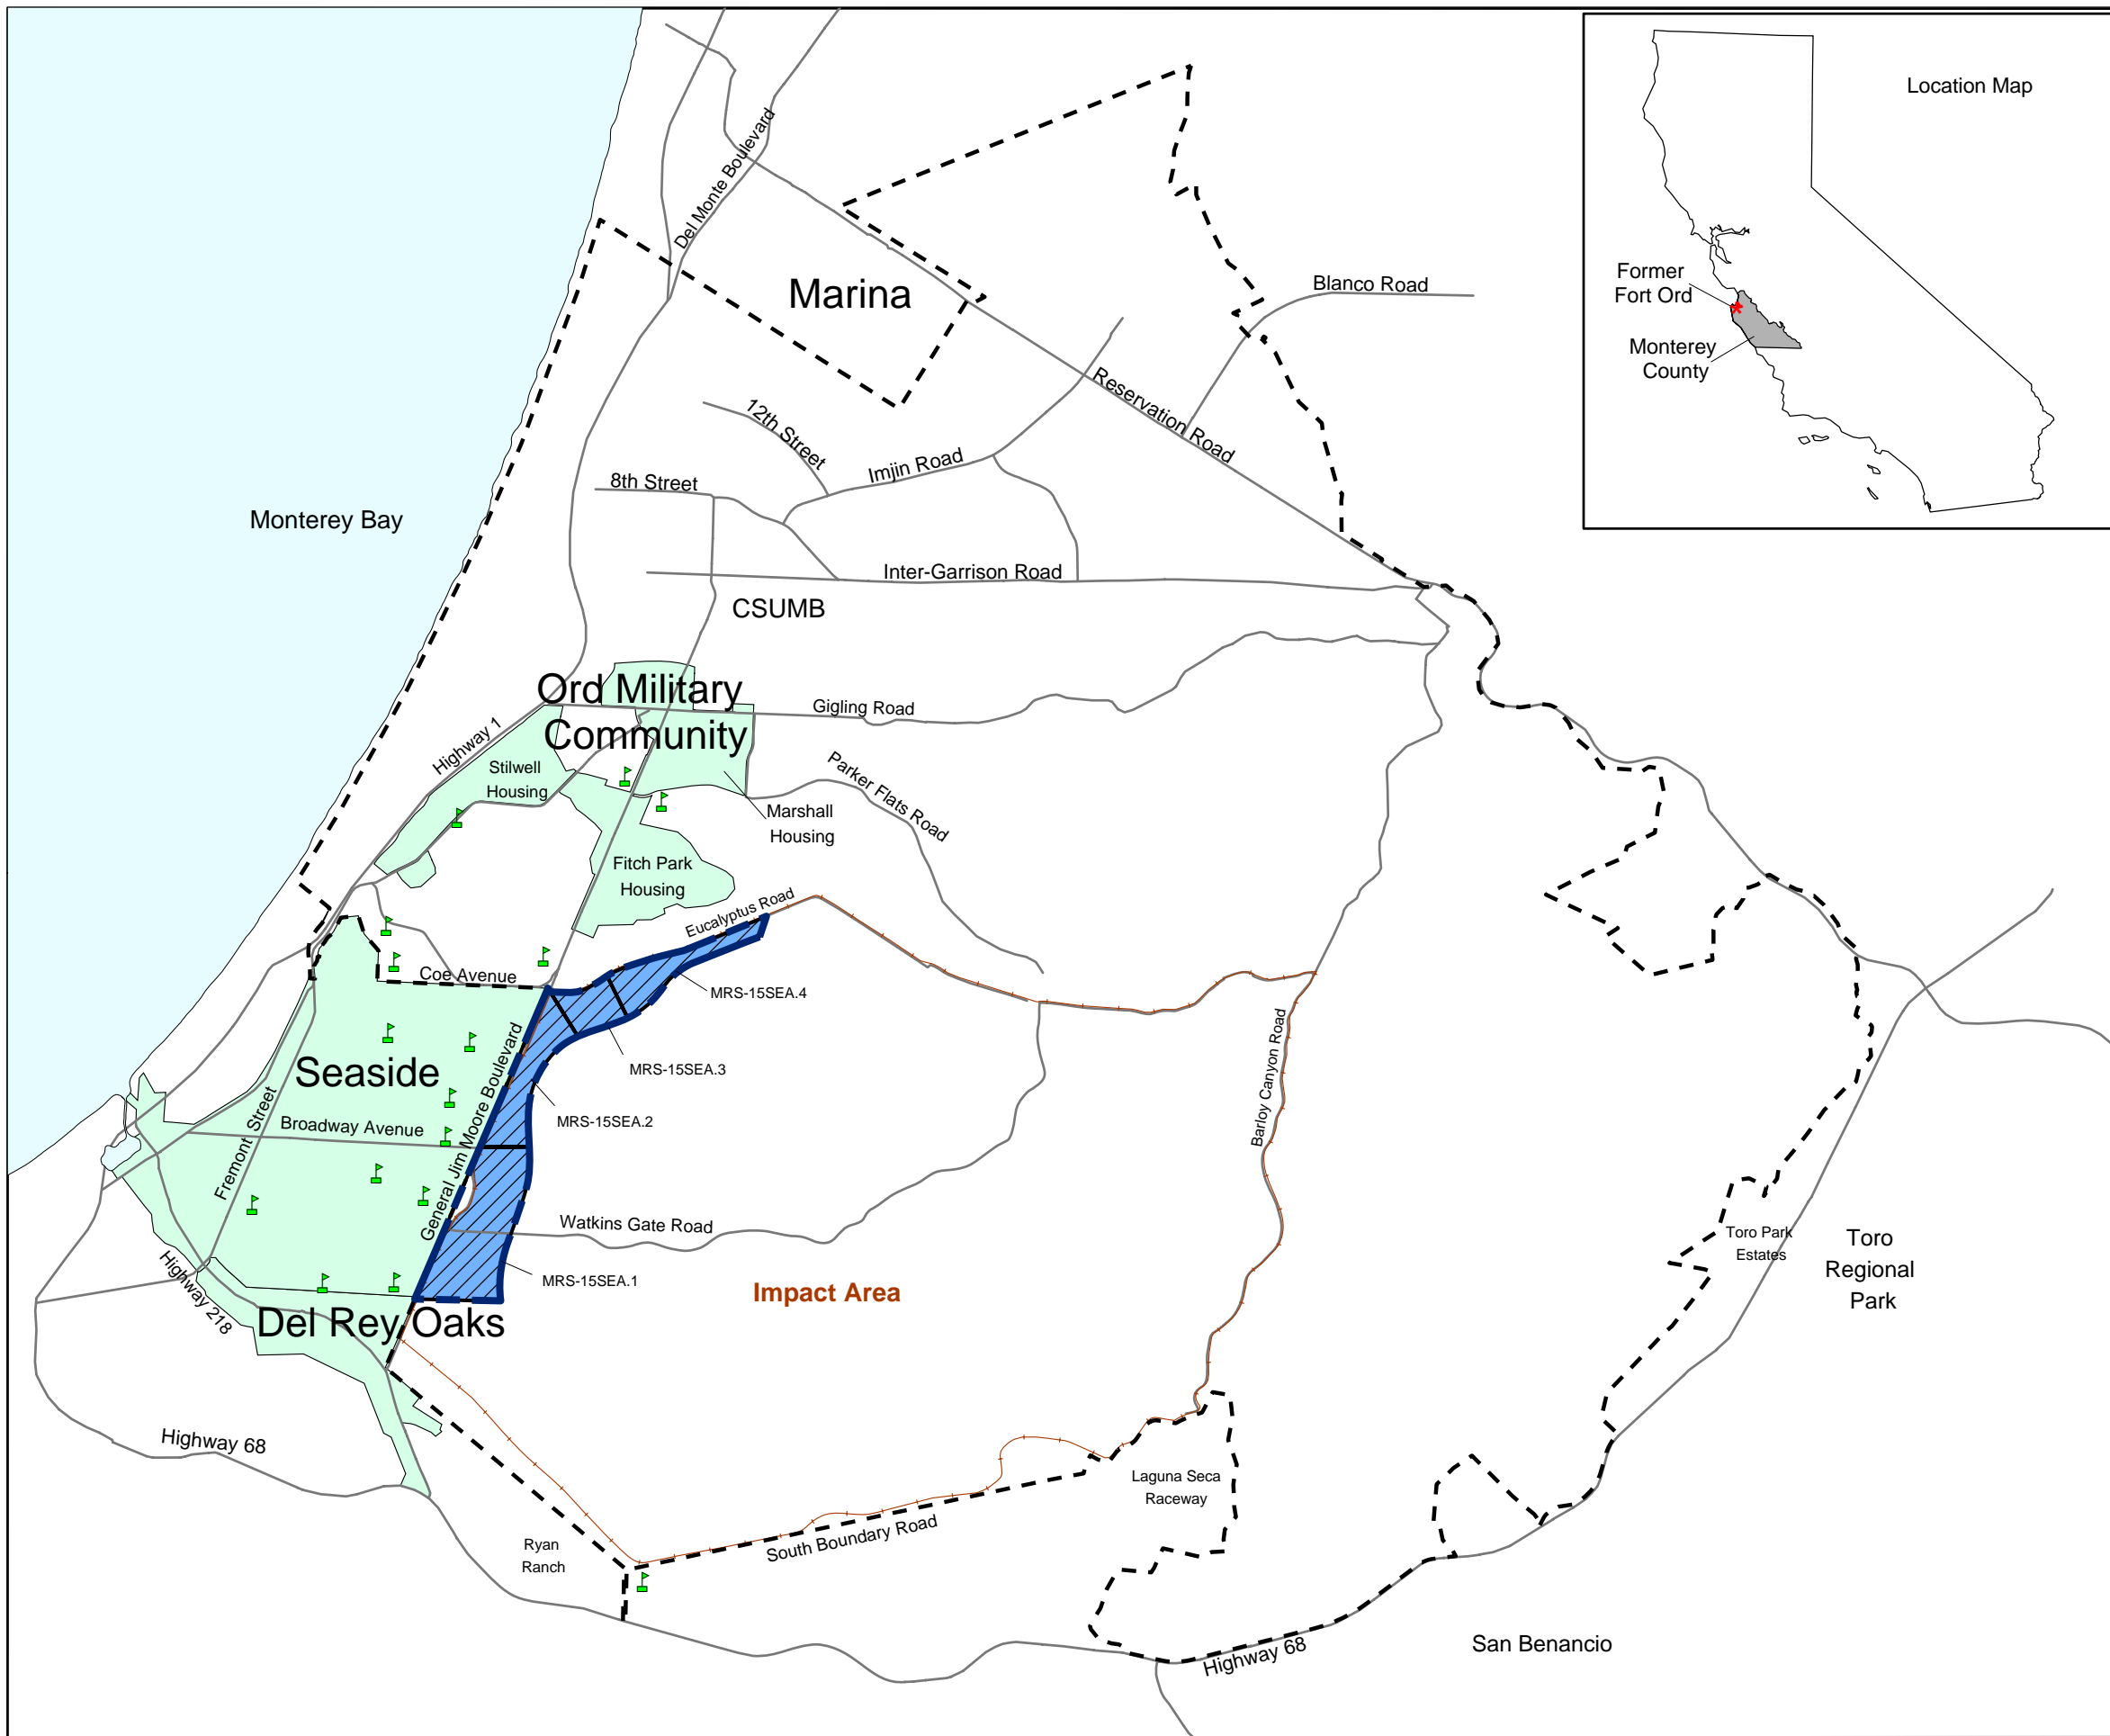 Location Map
Former
Fort Ord
Monterey
County
Del Monte Boulevard
Marina
Blanco Road
Reservation Road
12th Street
Imjin Road
8th Street
Monterey Bay
Inter-Garrison Road
CSUMB
Ord Military
Community
Gigling Road
Highway 1
Stilwell
Housing
Parker Flats Road
Marshall
Housing
Fitch Park
Housing
Eucalyptus Road
Coe Avenue
MRS-15SEA.4
Seaside
General Jim Moore Boulevard
MRS-15SEA.3
Barloy Canyon Road
Fremont Street
Broadway Avenue
MRS-15SEA.2
Watkins Gate Road
Toro Park
Estates
Toro
Regional
Park
Highway 218
MRS-15SEA.1
Impact Area
Del Rey Oaks
Highway 68
Laguna Seca
Raceway
South Boundary Road
Ryan
Ranch
Highway 68
San Benancio